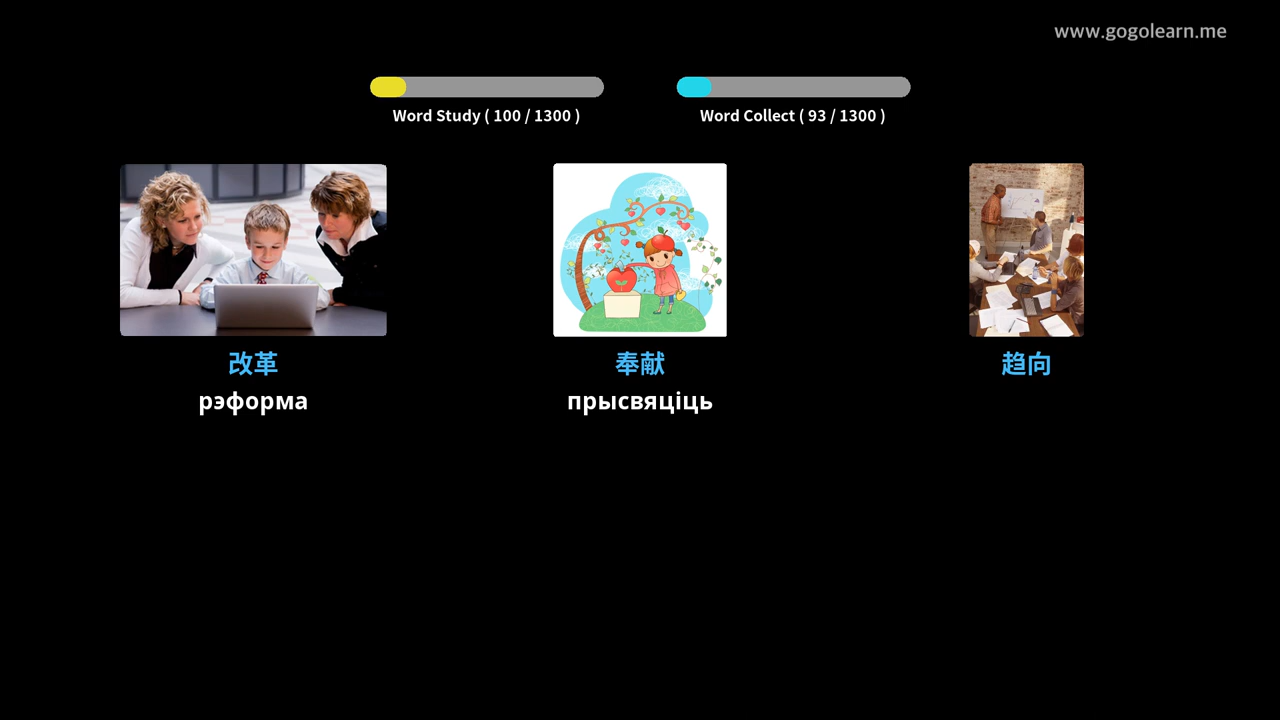 www.gogolearn.me
Word Study ( 100 / 1300 )
Word Collect ( 93 / 1300 )
改革
奉献
趋向
рэформа
прысвяціць